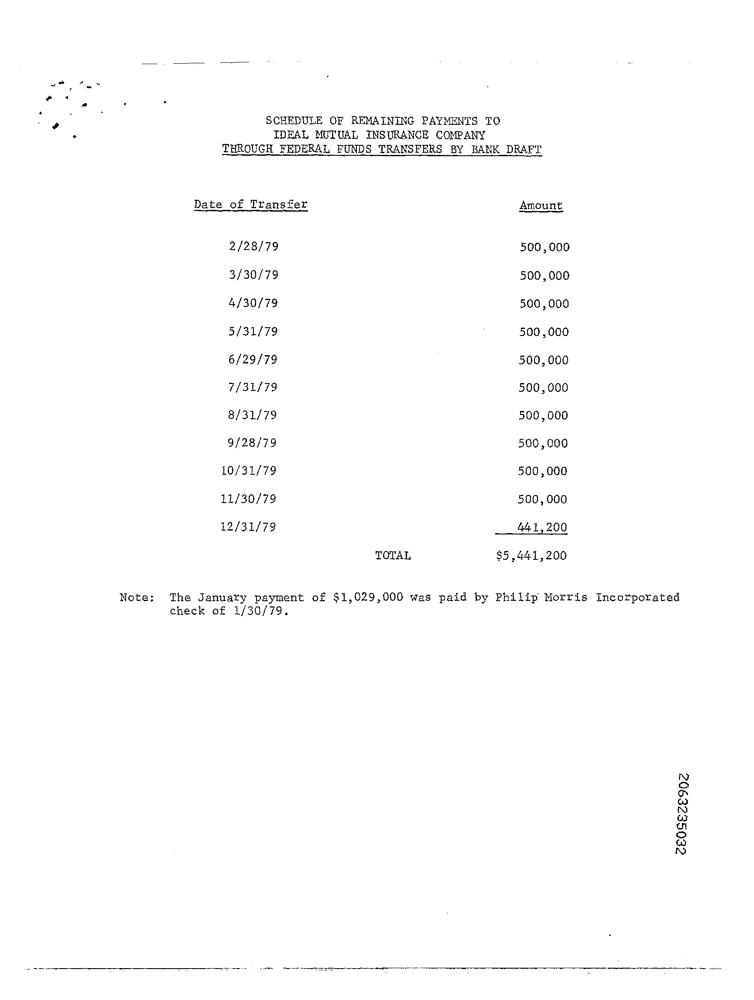 SCHEDULE OF REMAINING PAYMENTS TO
IDEAL MUTUAL INSURANCE COMPANY
THROUGH FEDERAL FUNDS TRANSFERS BY BANK DRAFT
Date of Transfer Amount
2/28/79 500,000
3/30/79 500,000
4/30/79 500,000
5/31/79 500,000
6/29/79 500,000
7/31/79 500,000
8/31/79 500,000
9/28/79 500,000
10/31/79 500,000
11/30/79 500,000
12/31/79 441,200
TOTAL $5,441,200
Note: The January payment of $1,029,000 was paid by Philip Morris Incorporated
check of 1/30/79.
2063235032